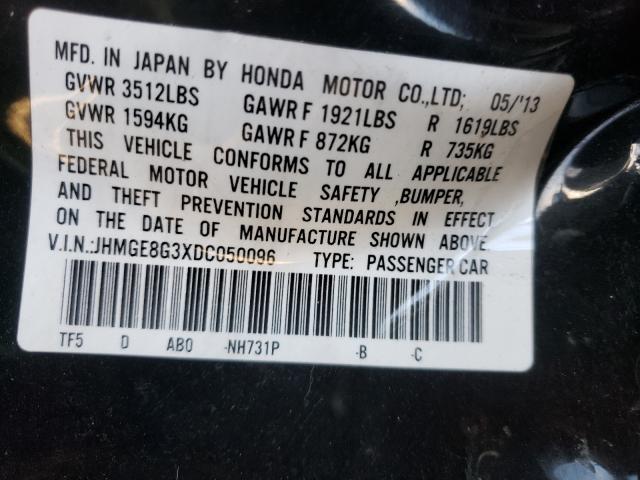 MFD. IN JAPAN BY HONDA MOTOR CO.,LTD; 05/'13
GVWR 3512LBS GAWR F 1921LBS R 1619LBS
GVWR 1594KG GAWR F 872KG R 735KG
THIS VEHICLE CONFORMS TO ALL APPLICABLE
FEDERAL MOTOR VEHICLE SAFETY ,BUMPER,
AND THEFT PREVENTION STANDARDS IN EFFECT
ON THE DATE OF MANUFACTURE SHOWN ABOVE.
V.I.N.:JHMGE8G3XDC050096 TYPE: PASSENGER CAR
TF5 D AB0 -NH731P -B -C